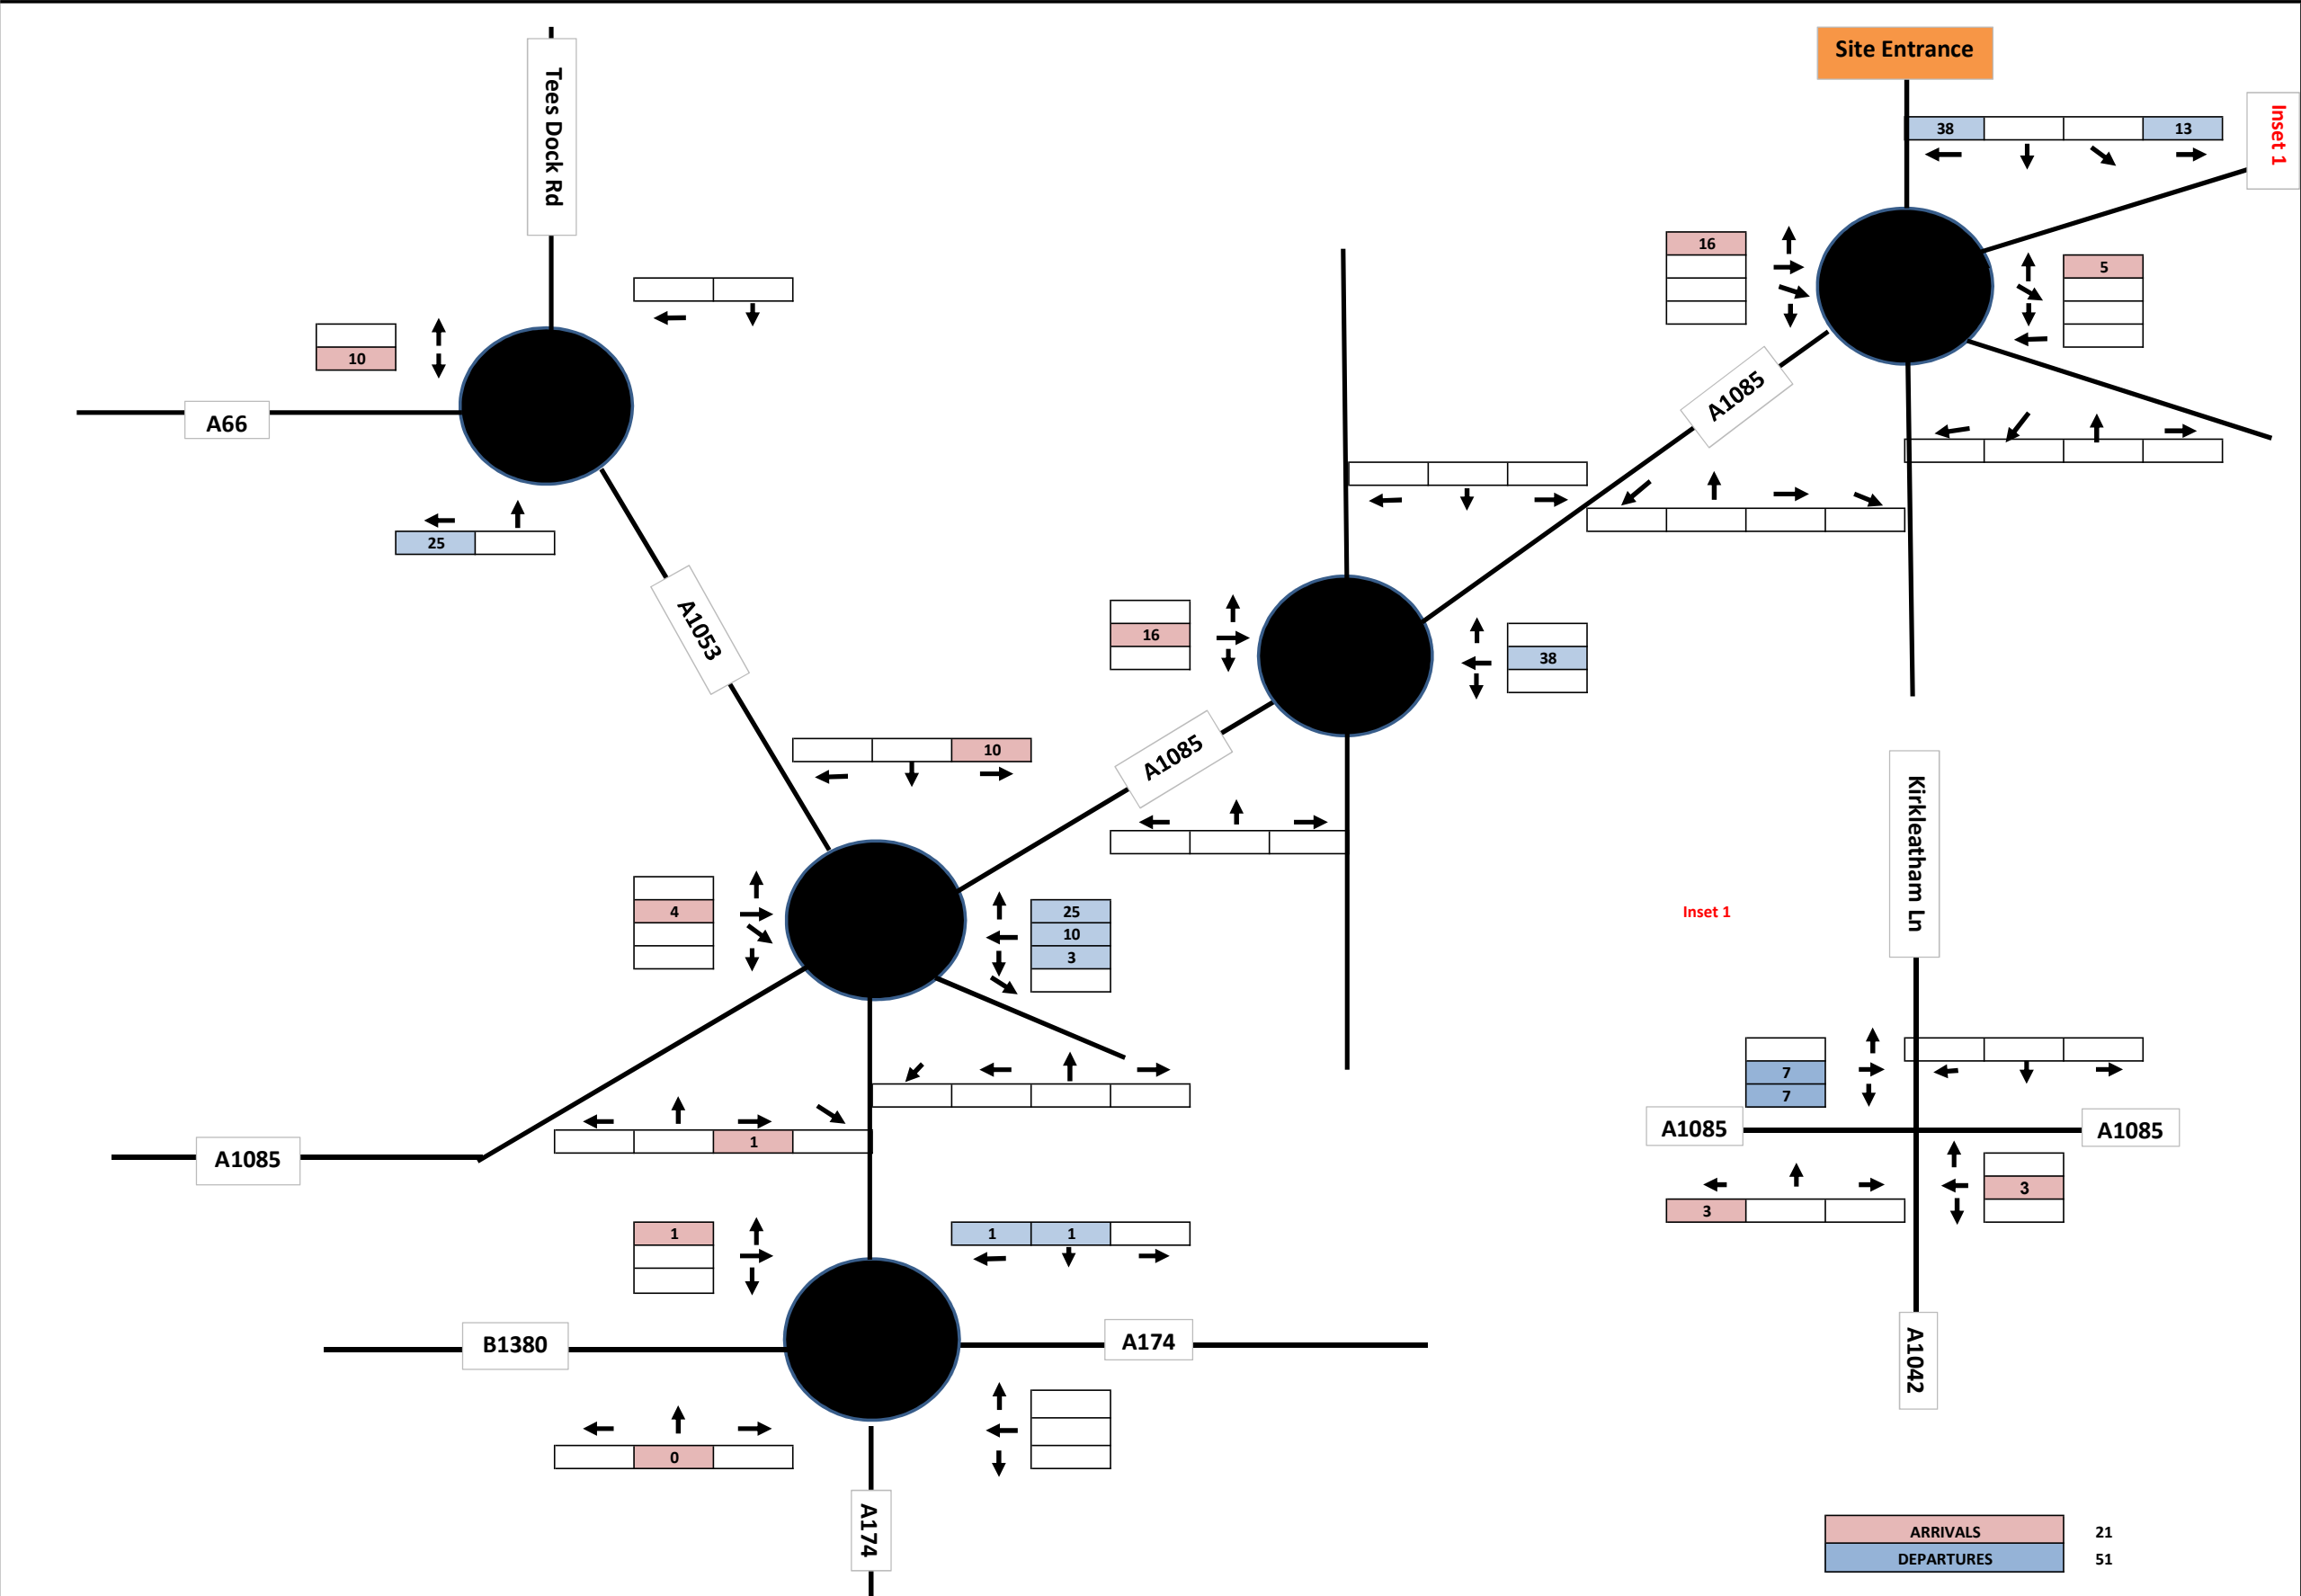 Site Entrance
Tees Dock Rd
Inset 1
38 13
16
5
10
A66
25
A1085
A1053
16
38
10
A1085
Kirkleatham Ln
4
25
10
3
Inset 1
7
7
A1085
A1085
1
A1085
3
3
1
1 1
B1380
A174
A1042
0
A174
ARRIVALS 21
DEPARTURES 51